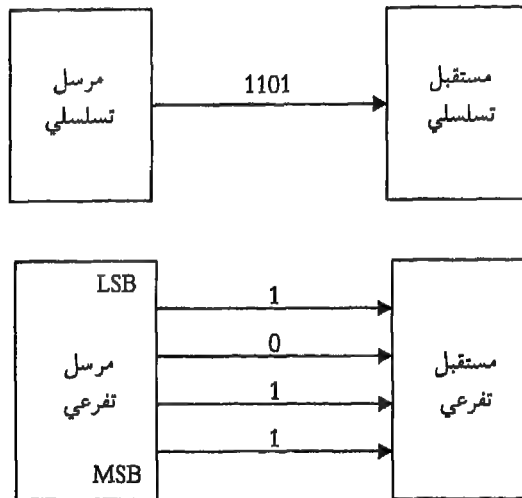 مرسل
تسلسلي
1101
مستقبل
تسلسلي
LSB
مرسل
تفرعي
MSB
1
0
1
1
مستقبل
تفرعي